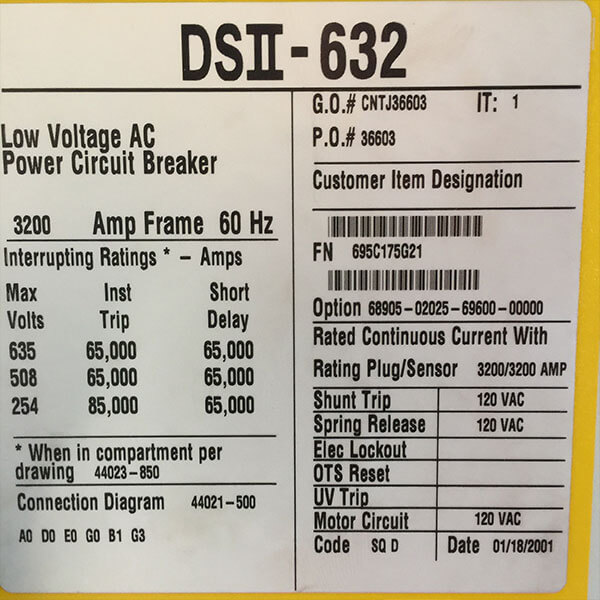 DSII-632
Low Voltage AC
Power Circuit Breaker
3200 Amp Frame 60 Hz
Interrupting Ratings * – Amps
Max Inst Short
Volts Trip Delay
635 65,000 65,000
508 65,000 65,000
254 85,000 65,000
* When in compartment per
drawing 44023-850
Connection Diagram 44021-500
A0 D0 E0 G0 B1 G3
G.O.# CNTJ36603 IT: 1
P.O.# 36603
Customer Item Designation
FN 695C175G21
Option 68905-02025-69600-00000
Rated Continuous Current With
Rating Plug/Sensor 3200/3200 AMP
Shunt Trip 120 VAC
Spring Release 120 VAC
Elec Lockout
OTS Reset
UV Trip
Motor Circuit 120 VAC
Code SQ D Date 01/18/2001